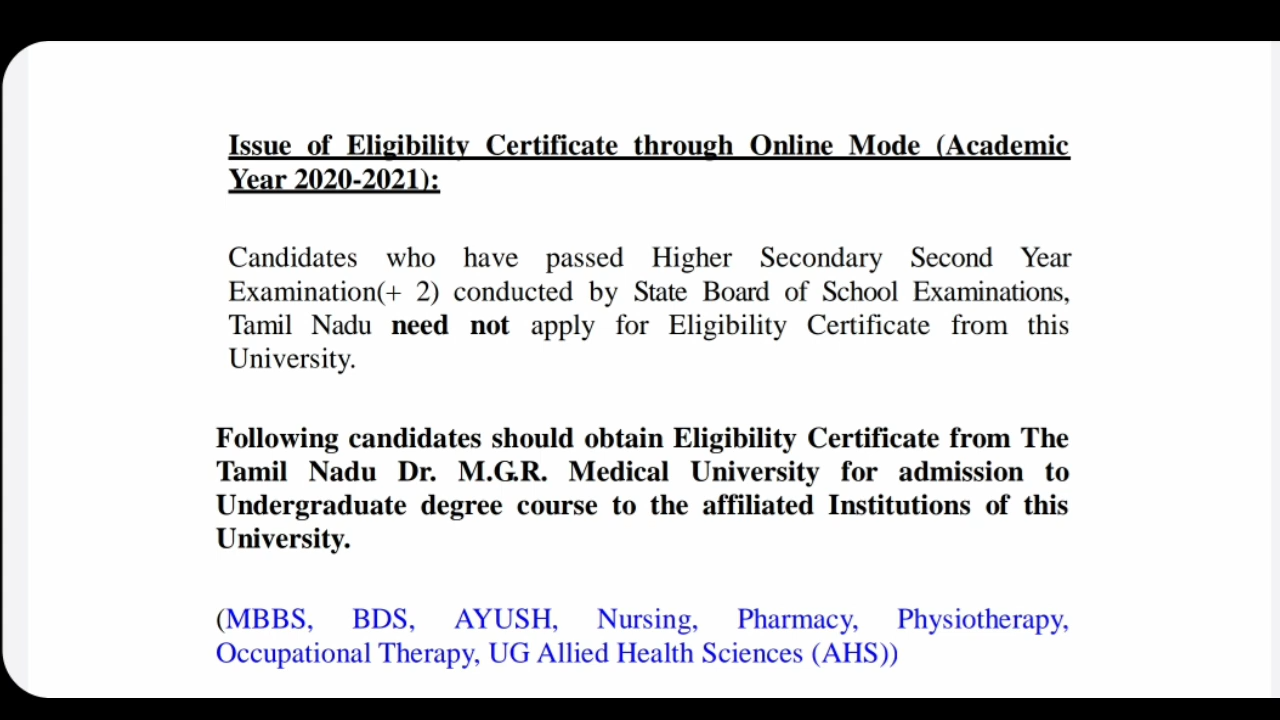 Issue of Eligibility Certificate through Online Mode (Academic
Year 2020-2021):
Candidates who have passed Higher Secondary Second Year
Examination(+ 2) conducted by State Board of School Examinations,
Tamil Nadu need not apply for Eligibility Certificate from this
University.
Following candidates should obtain Eligibility Certificate from The
Tamil Nadu Dr. M.G.R. Medical University for admission to
Undergraduate degree course to the affiliated Institutions of this
University.
(MBBS, BDS, AYUSH, Nursing, Pharmacy, Physiotherapy,
Occupational Therapy, UG Allied Health Sciences (AHS))